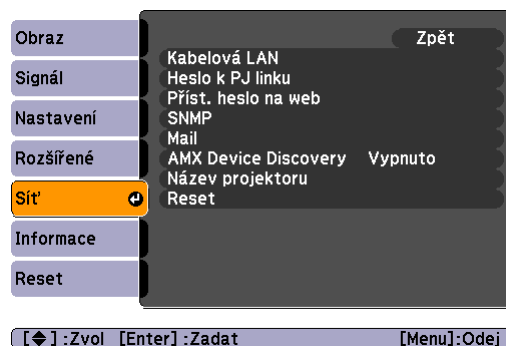 Obraz
Signál
Nastavení
Rozšířené
Síť
Informace
Reset
Zpět
Kabelová LAN
Heslo k PJ linku
Příst. heslo na web
SNMP
Mail
AMX Device Discovery Vypnuto
Název projektoru
Reset
[◆] :Zvol [Enter] :Zadat [Menu]:Odej